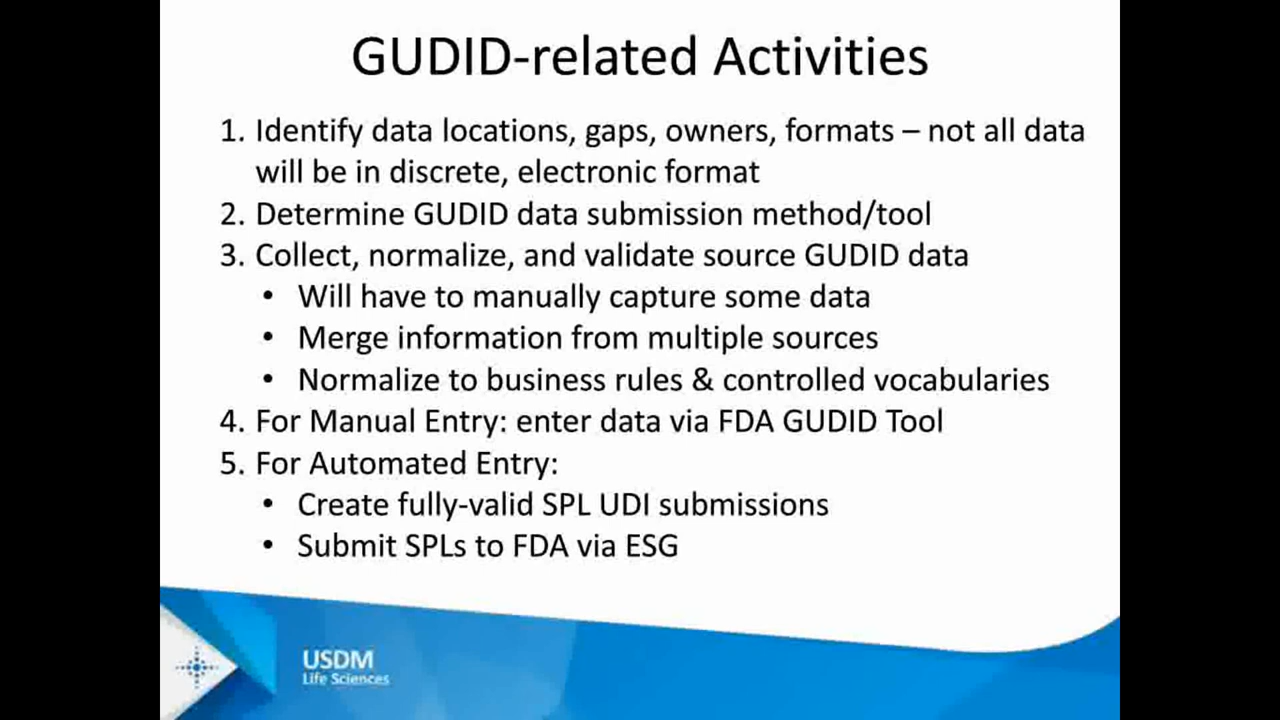 GUDID-related Activities
1. Identify data locations, gaps, owners, formats – not all data
will be in discrete, electronic format
2. Determine GUDID data submission method/tool
3. Collect, normalize, and validate source GUDID data
• Will have to manually capture some data
• Merge information from multiple sources
• Normalize to business rules & controlled vocabularies
4. For Manual Entry: enter data via FDA GUDID Tool
5. For Automated Entry:
• Create fully-valid SPL UDI submissions
• Submit SPLs to FDA via ESG
USDM
Life Sciences